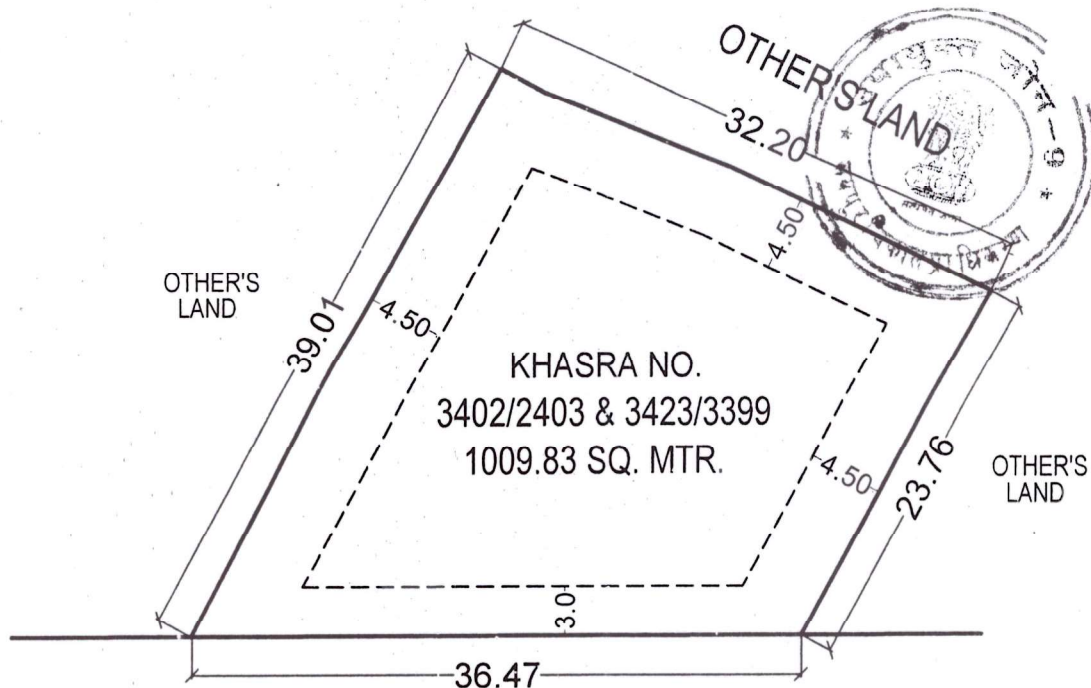 OTHER'S LAND
32.20
4.50
OTHER'S
LAND
39.01
4.50
KHASRA NO.
3402/2403 & 3423/3399
1009.83 SQ. MTR.
4.50
23.76
OTHER'S
LAND
3.0
36.47
जोन-9